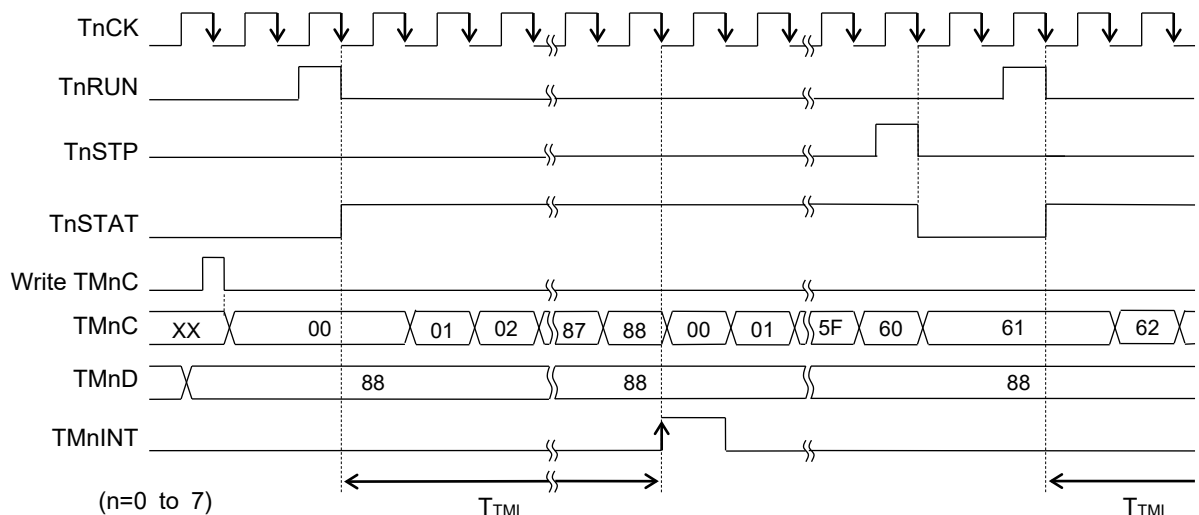 TnCK
TnRUN
TnSTP
TnSTAT
Write TMnC
TMnC XX 00 01 02 87 88 00 01 5F 60 61 62
TMnD 88 88 88
TMnINT
(n=0 to 7) TTMI TTMI